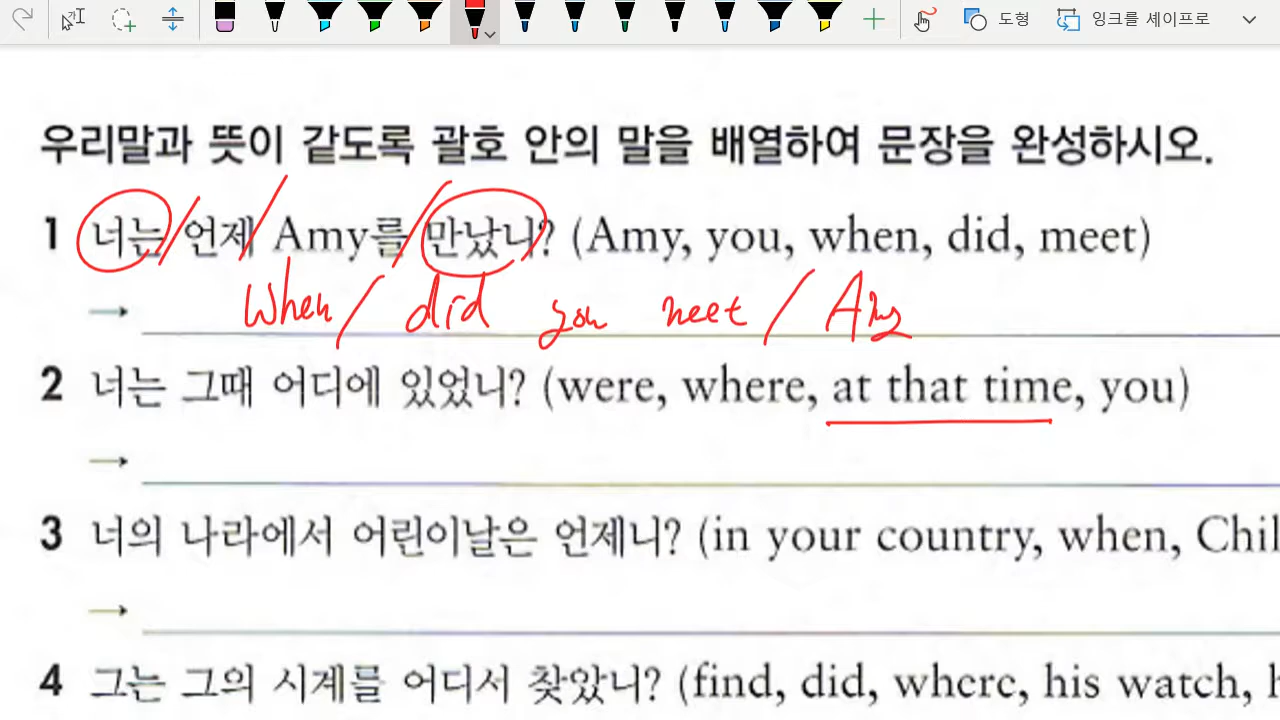 도형 잉크를 셰이프로
우리말과 뜻이 같도록 괄호 안의 말을 배열하여 문장을 완성하시오.
1 너는 언제 Amy를 만났니? (Amy, you, when, did, meet)
→ When / did you meet / Amy
2 너는 그때 어디에 있었니? (were, where, at that time, you)
→
3 너의 나라에서 어린이날은 언제니? (in your country, when, Chil
→
4 그는 그의 시계를 어디서 찾았니? (find, did, where, his watch, h